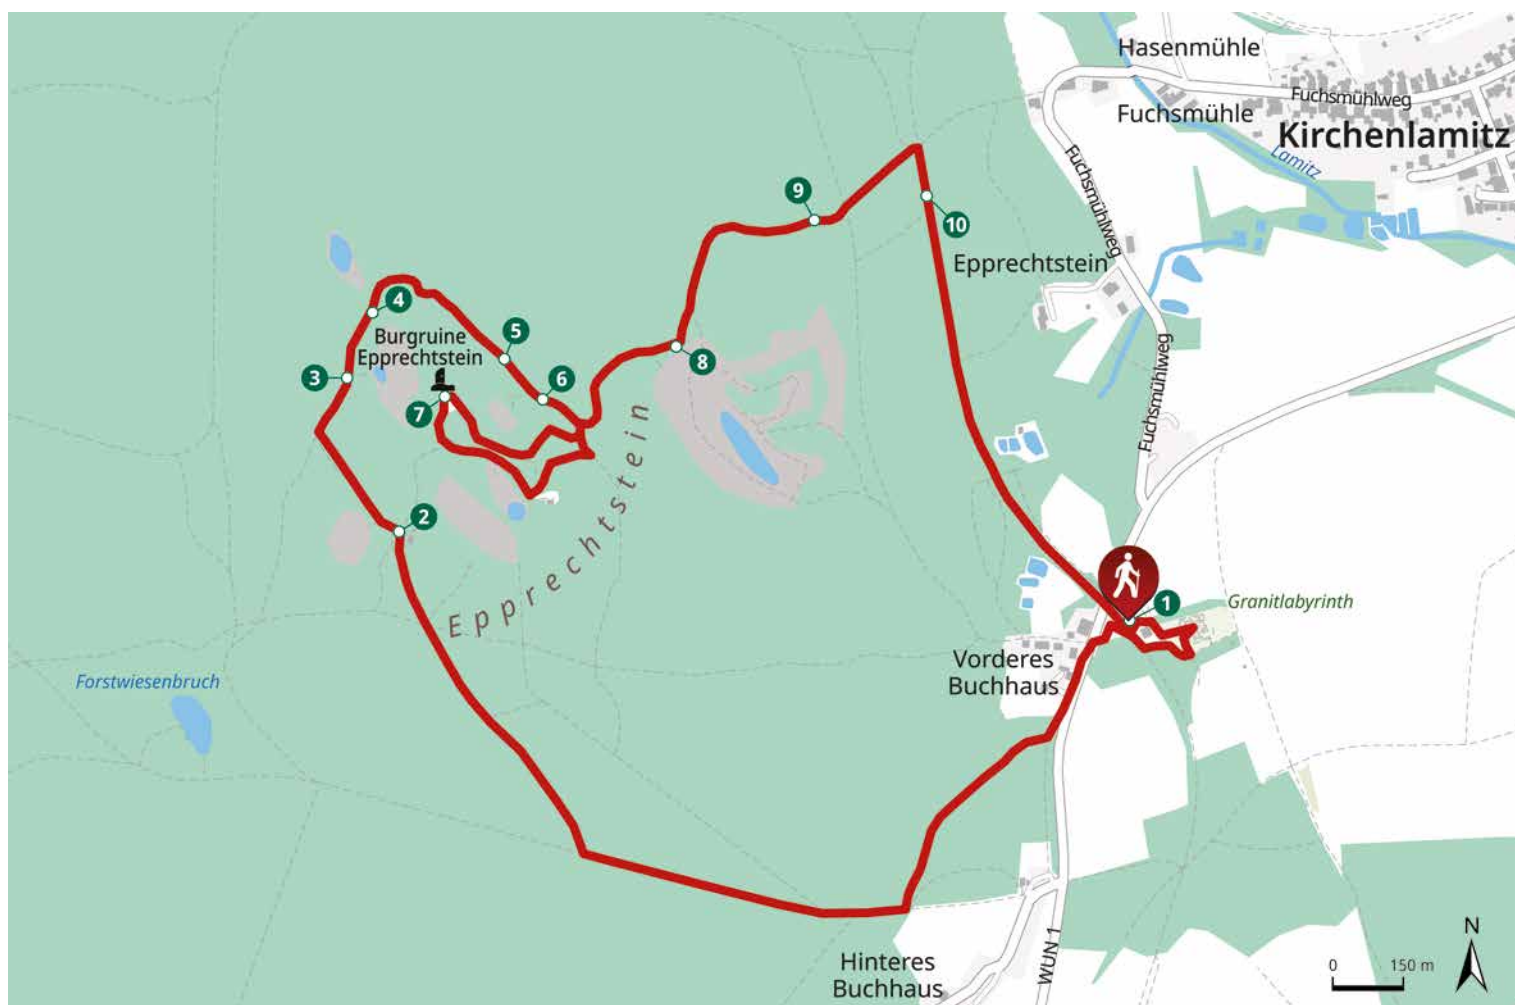 Hasenmühle
Fuchsmühlweg
Fuchsmühle
Kirchenlamitz
Lamitz
Fuchsmühlweg
9
10
Epprechtstein
4
Burgruine
Epprechtstein
5
8
3
6
7
Fuchsmühlweg
Epprechtstein
2
1
Granitlabyrinth
Vorderes
Buchhaus
Forstwiesenbruch
WUN 1
Hinteres
Buchhaus
N
0 150 m